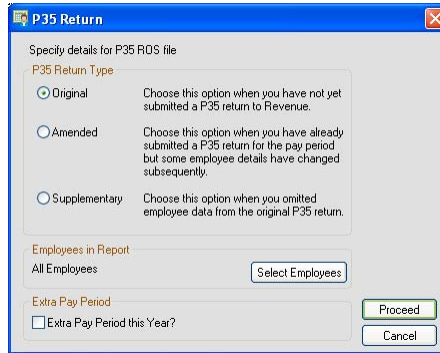 P35 Return
Specify details for P35 ROS file
P35 Return Type
Original
Choose this option when you have not yet
submitted a P35 return to Revenue.
Amended
Choose this option when you have already
submitted a P35 return for the pay period
but some employee details have changed
subsequently.
Supplementary
Choose this option when you omitted
employee data from the original P35 return.
Employees in Report
All Employees
Select Employees
Extra Pay Period
Extra Pay Period this Year?
Proceed
Cancel